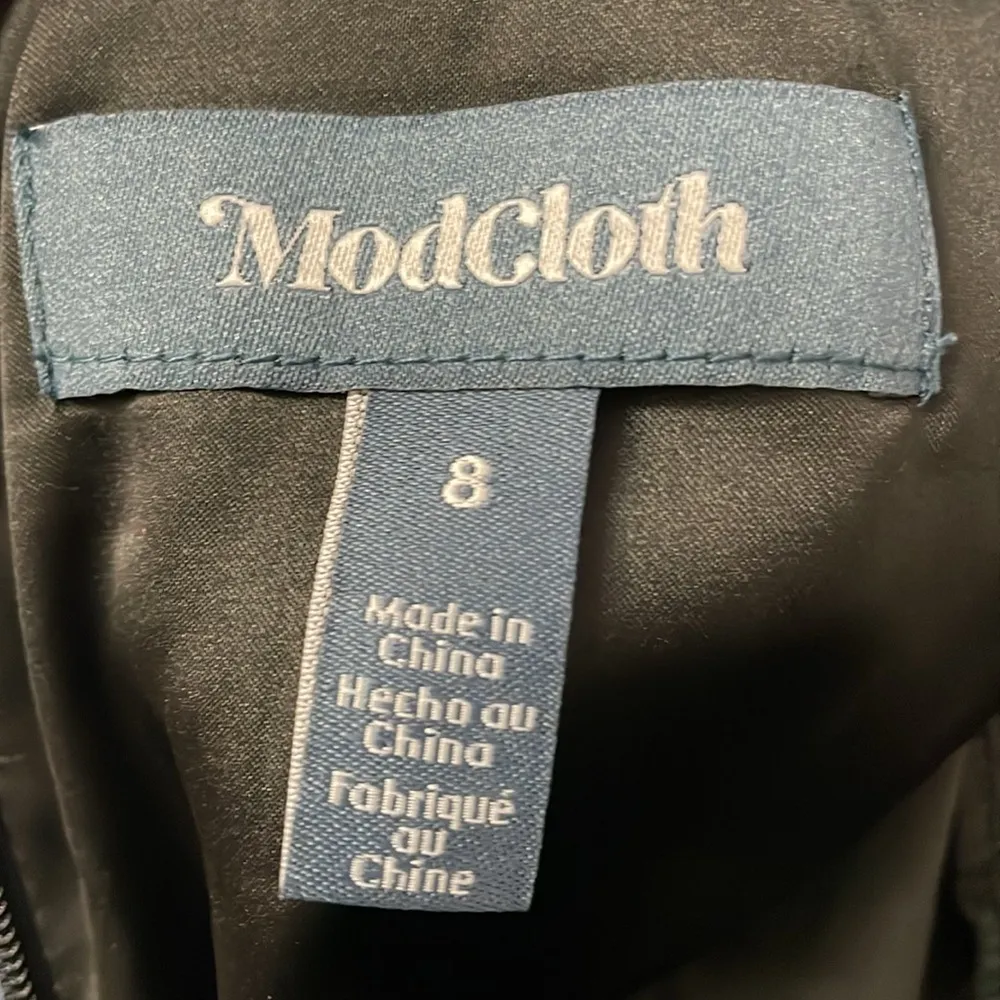 ModCloth
8
Made in
China
Hecho au
China
Fabriqué
au
Chine